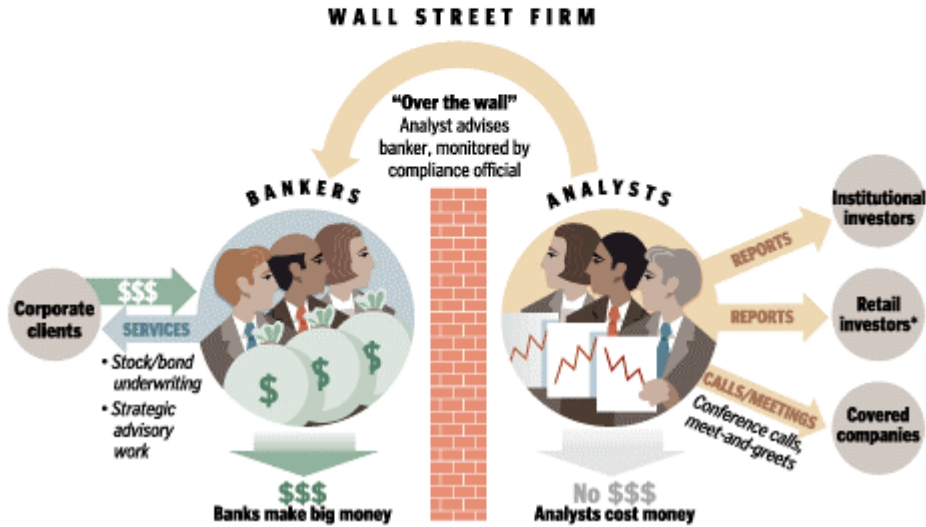 WALL STREET FIRM
“Over the wall”
Analyst advises
banker, monitored by
compliance official
BANKERS
ANALYSTS
Corporate
clients
$$$
SERVICES
• Stock/bond
underwriting
• Strategic
advisory
work
$
$
$
$$$
Banks make big money
No $$$
Analysts cost money
REPORTS
Institutional
investors
REPORTS
Retail
investors*
CALLS/MEETINGS
Conference calls,
meet-and-greets
Covered
companies